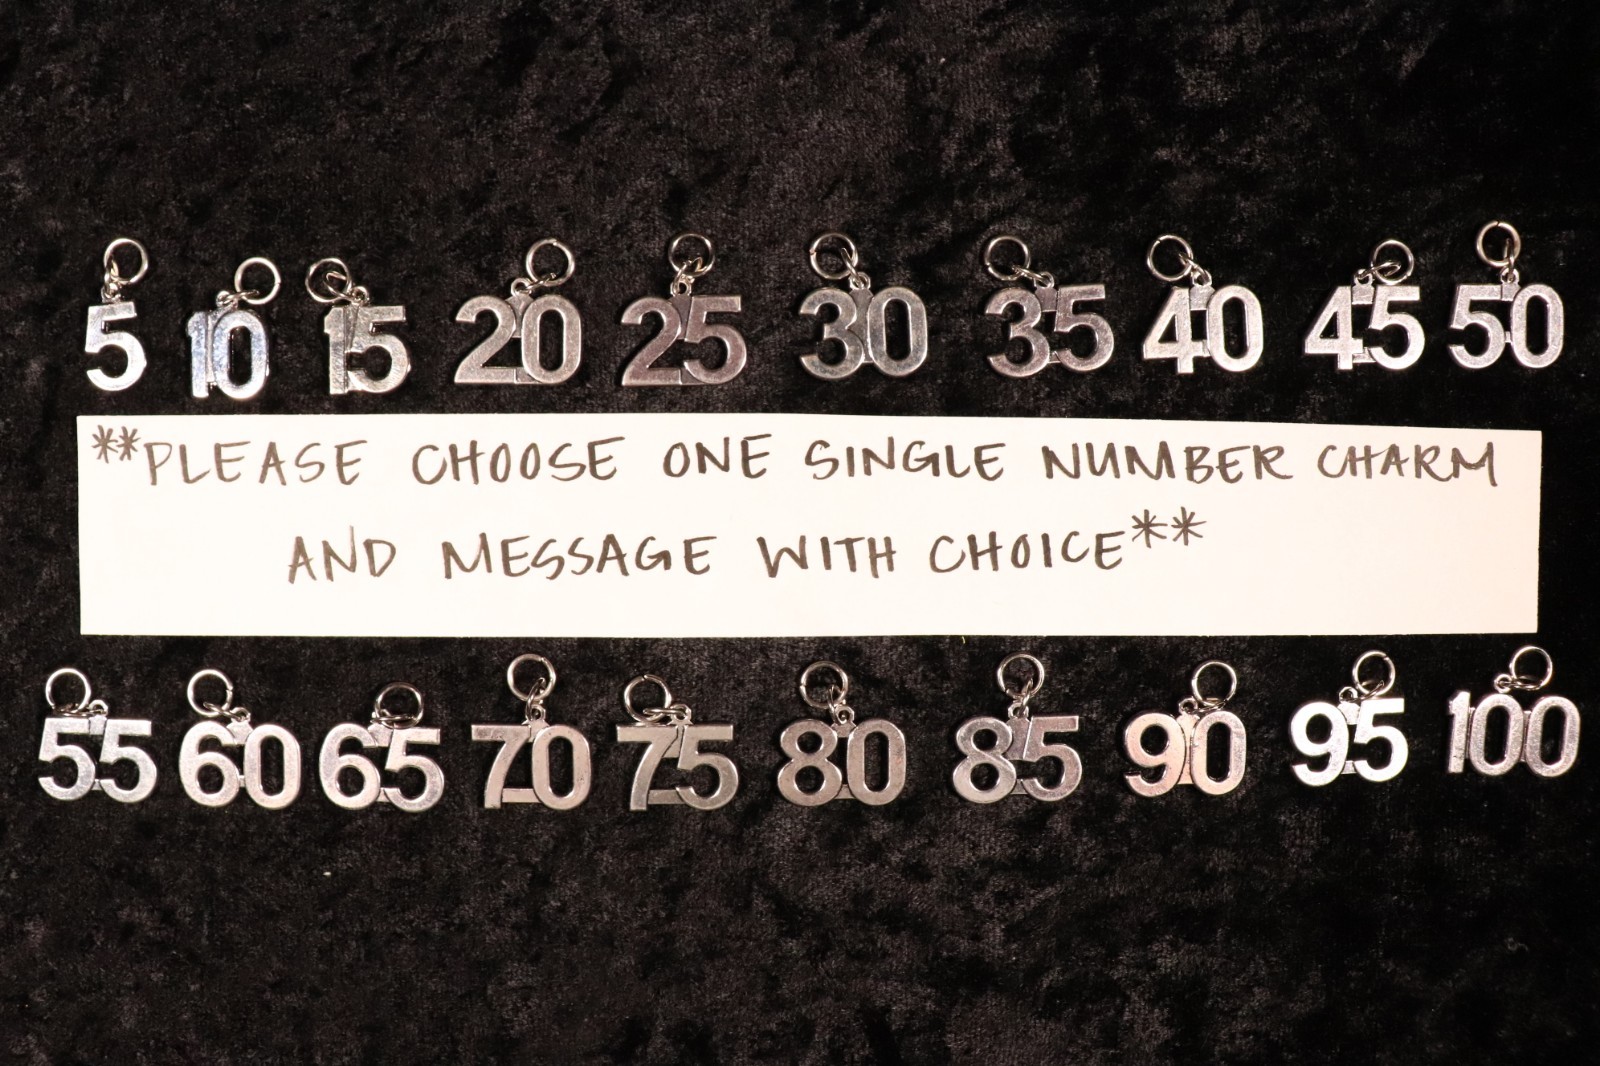 5 10 15 20 25 30 35 40 45 50
**PLEASE CHOOSE ONE SINGLE NUMBER CHARM
AND MESSAGE WITH CHOICE**
55 60 65 70 75 80 85 90 95 100